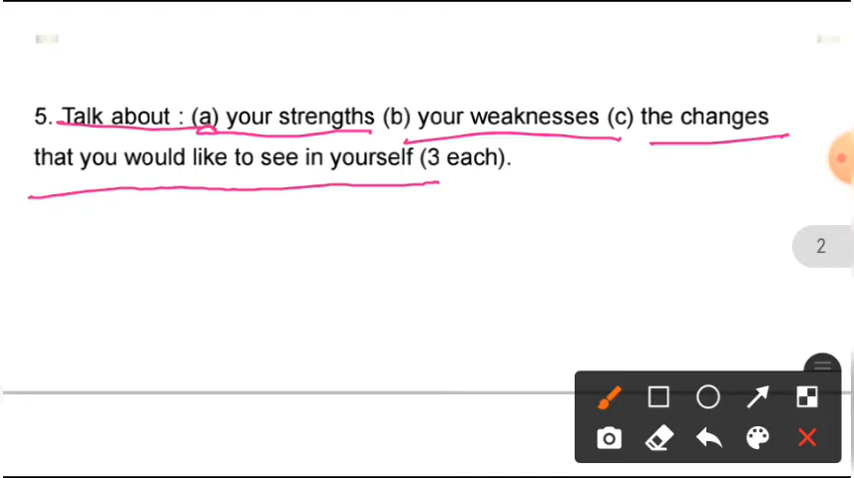 5. Talk about : (a) your strengths (b) your weaknesses (c) the changes
that you would like to see in yourself (3 each).
2